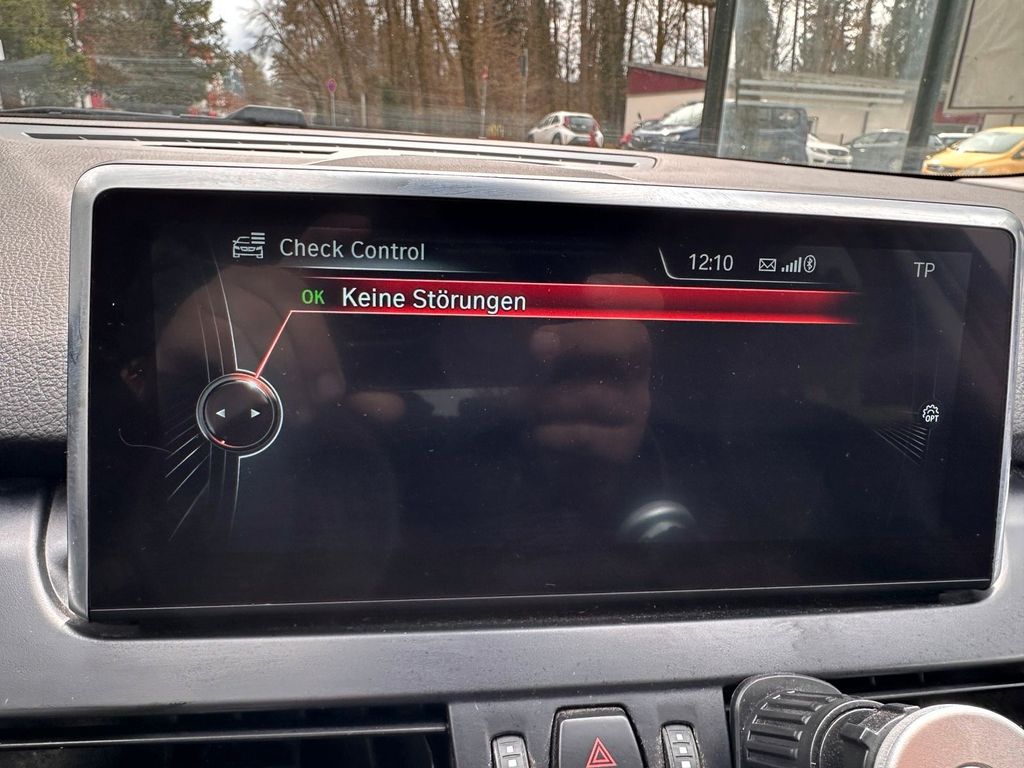 Check Control
12:10
TP
OK Keine Störungen
OPT